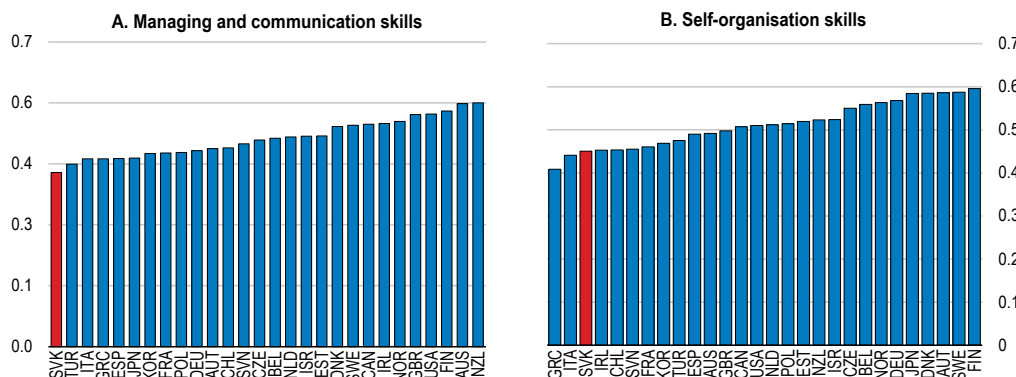 A. Managing and communication skills
0.7
0.6
0.4
0.3
0.1
0.0
SVK
TUR
ITA
GRC
ESP
JPN
KOR
FRA
POL
DEU
AUT
CHL
SVN
CZE
BEL
NLD
ISR
EST
DNK
SWE
CAN
IRL
NOR
GBR
USA
FIN
AUS
NZL
B. Self-organisation skills
0.7
0.6
0.5
0.4
0.3
0.2
0.1
0
GRC
ITA
SVK
IRL
CHL
SVN
FRA
KOR
TUR
ESP
AUS
GBR
CAN
USA
NLD
POL
EST
NZL
ISR
CZE
BEL
NOR
DEU
JPN
DNK
AUT
SWE
FIN